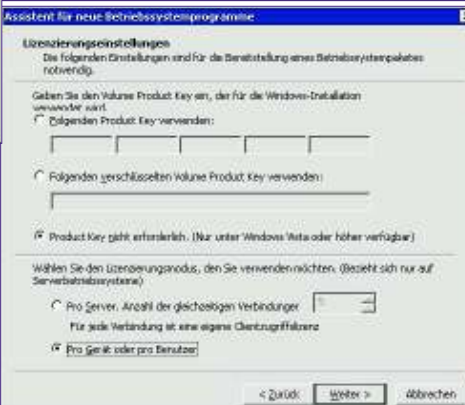 Assistent für neue Betriebssystemprogramme
Lizenzierungseinstellungen
Die folgenden Einstellungen sind für die Bereitstellung eines Betriebssystempaketes
notwendig.
Geben Sie den Volume Product Key ein, der für die Windows-Installation
verwendet wird.
Folgenden Product Key verwenden:
Folgenden verschlüsselten Volume Product Key verwenden:
Product Key nicht erforderlich. (Nur unter Windows Vista oder höher verfügbar)
Wählen Sie den Lizenzierungsmodus, den Sie verwenden möchten. (Bezieht sich nur auf
Serverbetriebssysteme)
Pro Server. Anzahl der gleichzeitigen Verbindungen
Für jede Verbindung ist eine eigene Clientzugriffslizenz
Pro Gerät oder pro Benutzer
< Zurück
Weiter >
Abbrechen